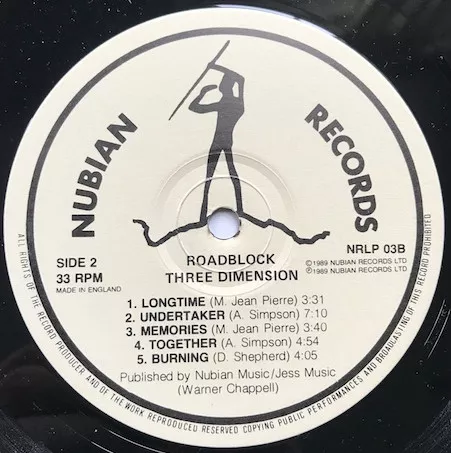 NUBIAN RECORDS
SIDE 2
33 RPM
MADE IN ENGLAND
NRLP 03B
©1989 NUBIAN RECORDS LTD
℗1989 NUBIAN RECORDS LTD
ROADBLOCK
THREE DIMENSION
1. LONGTIME (M. Jean Pierre) 3:31
2. UNDERTAKER (A. Simpson) 7:10
3. MEMORIES (M. Jean Pierre) 3:40
4. TOGETHER (A. Simpson) 4:54
5. BURNING (D. Shepherd) 4:05
Published by Nubian Music/Jess Music
(Warner Chappell)
ALL RIGHTS OF THE RECORD PRODUCER AND OF THE WORK REPRODUCED RESERVED COPYING PUBLIC PERFORMANCES AND BROADCASTING OF THIS RECORD PROHIBITED